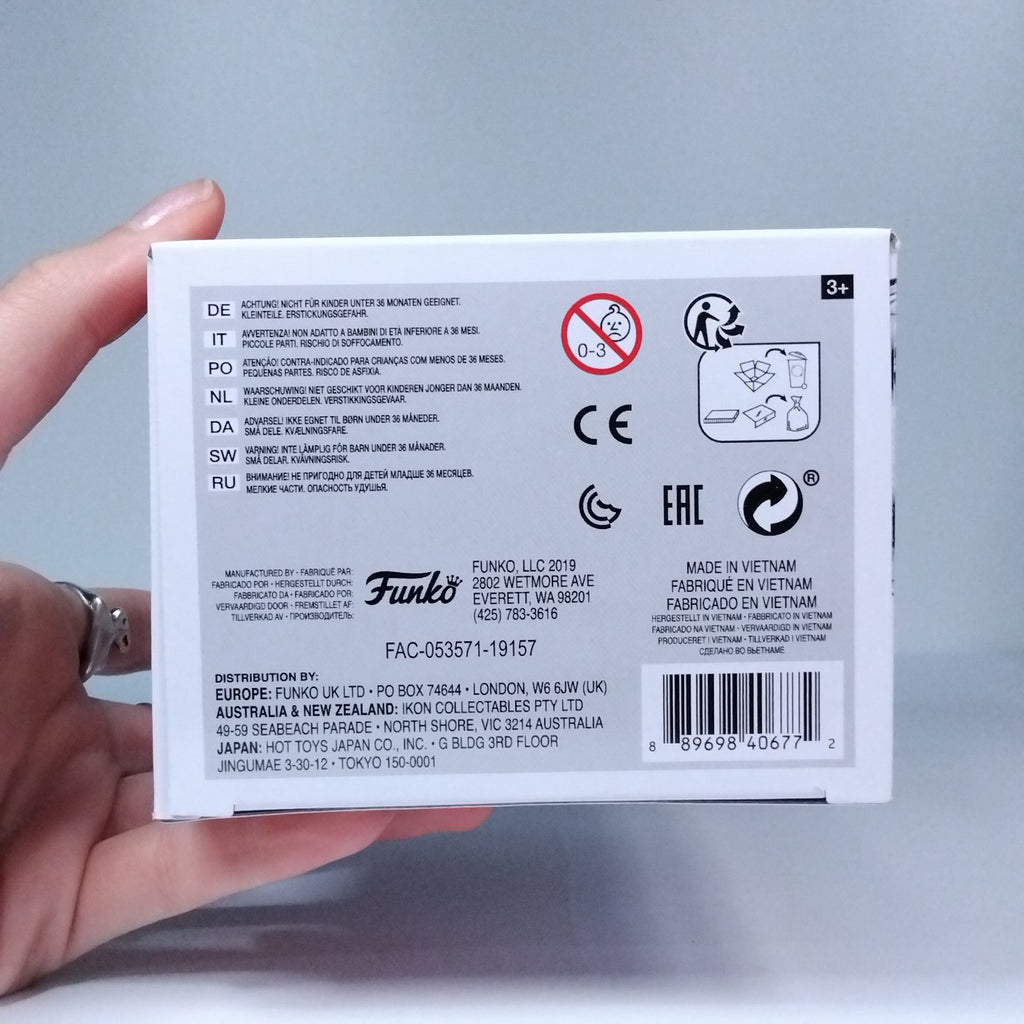 3+
DE ACHTUNG! NICHT FÜR KINDER UNTER 36 MONATEN GEEIGNET.
KLEINTEILE. ERSTICKUNGSGEFAHR.
IT AVVERTENZA! NON ADATTO A BAMBINI DI ETÀ INFERIORE A 36 MESI.
PICCOLE PARTI. RISCHIO DI SOFFOCAMENTO.
PO ATENÇÃO! CONTRA-INDICADO PARA CRIANÇAS COM MENOS DE 36 MESES.
PEQUENAS PARTES. RISCO DE ASFIXIA.
NL WAARSCHUWING! NIET GESCHIKT VOOR KINDEREN JONGER DAN 36 MAANDEN.
KLEINE ONDERDELEN. VERSTIKKINGSGEVAAR.
DA ADVARSEL! IKKE EGNET TIL BØRN UNDER 36 MÅNEDER.
SMÅ DELE. KVÆLNINGSFARE.
SW VARNING! INTE LÄMPLIG FÖR BARN UNDER 36 MÅNADER.
SMÅ DELAR. KVÄVNINGSRISK.
RU ВНИМАНИЕ! НЕ ПРИГОДНО ДЛЯ ДЕТЕЙ МЛАДШЕ 36 МЕСЯЦЕВ.
МЕЛКИЕ ЧАСТИ. ОПАСНОСТЬ УДУШЬЯ.
0-3
CE
EAC
®
MANUFACTURED BY • FABRIQUÉ PAR:
FABRICADO POR • HERGESTELLT DURCH:
FABBRICATO DA • FABRICADO POR:
VERVAARDIGD DOOR • FREMSTILLET AF:
TILLVERKAD AV • ПРОИЗВОДИТЕЛЬ:
Funko
FUNKO, LLC 2019
2802 WETMORE AVE
EVERETT, WA 98201
(425) 783-3616
FAC-053571-19157
MADE IN VIETNAM
FABRIQUÉ EN VIETNAM
FABRICADO EN VIETNAM
HERGESTELLT IN VIETNAM • FABBRICATO IN VIETNAM
FABRICADO NA VIETNAM • VERVAARDIGD IN VIETNAM
PRODUCERET I VIETNAM • TILLVERKAD I VIETNAM
СДЕЛАНО ВО ВЬЕТНАМЕ
DISTRIBUTION BY:
EUROPE: FUNKO UK LTD • PO BOX 74644 • LONDON, W6 6JW (UK)
AUSTRALIA & NEW ZEALAND: IKON COLLECTABLES PTY LTD
49-59 SEABEACH PARADE • NORTH SHORE, VIC 3214 AUSTRALIA
JAPAN: HOT TOYS JAPAN CO., INC. • G BLDG 3RD FLOOR
JINGUMAE 3-30-12 • TOKYO 150-0001
8 89698 40677 2